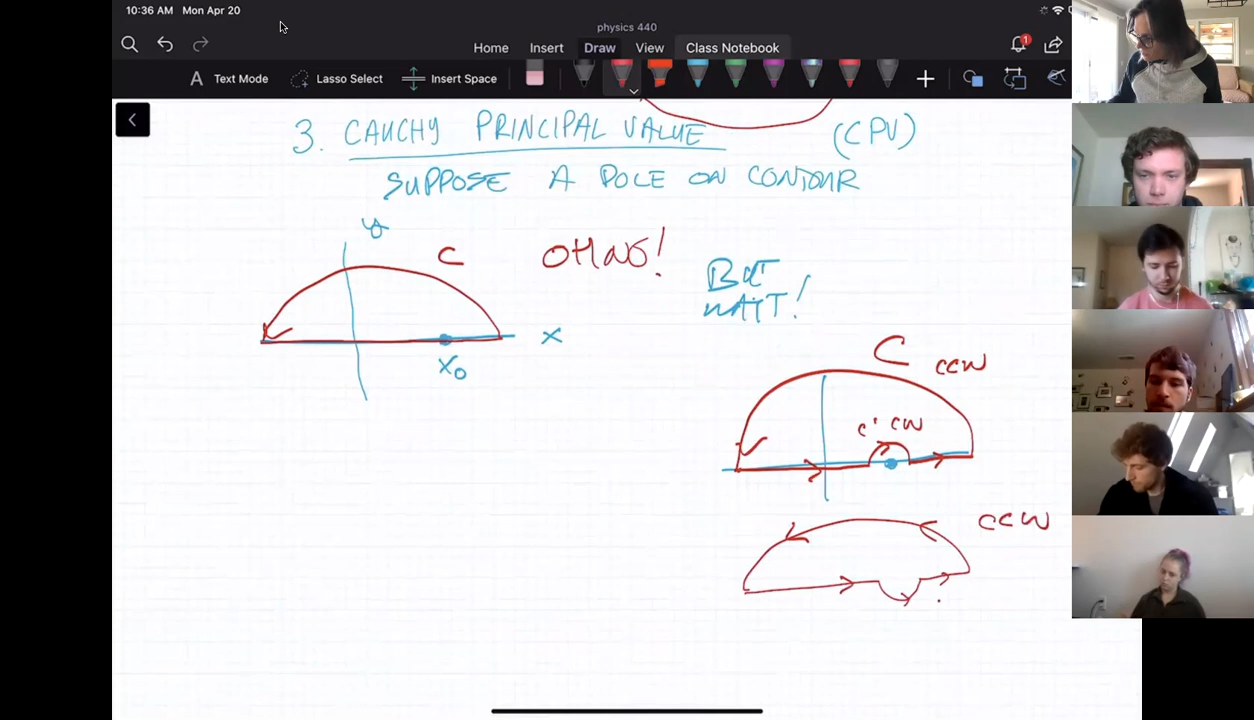 10:36 AM Mon Apr 20
physics 440
Home Insert Draw View Class Notebook
1
A Text Mode Lasso Select Insert Space
3. CAUCHY PRINCIPAL VALUE (CPV)
SUPPOSE A POLE ON CONTOUR
y
C
OH NO!
BUT
WAIT!
x
x₀
C CCW
C' CW
CCW